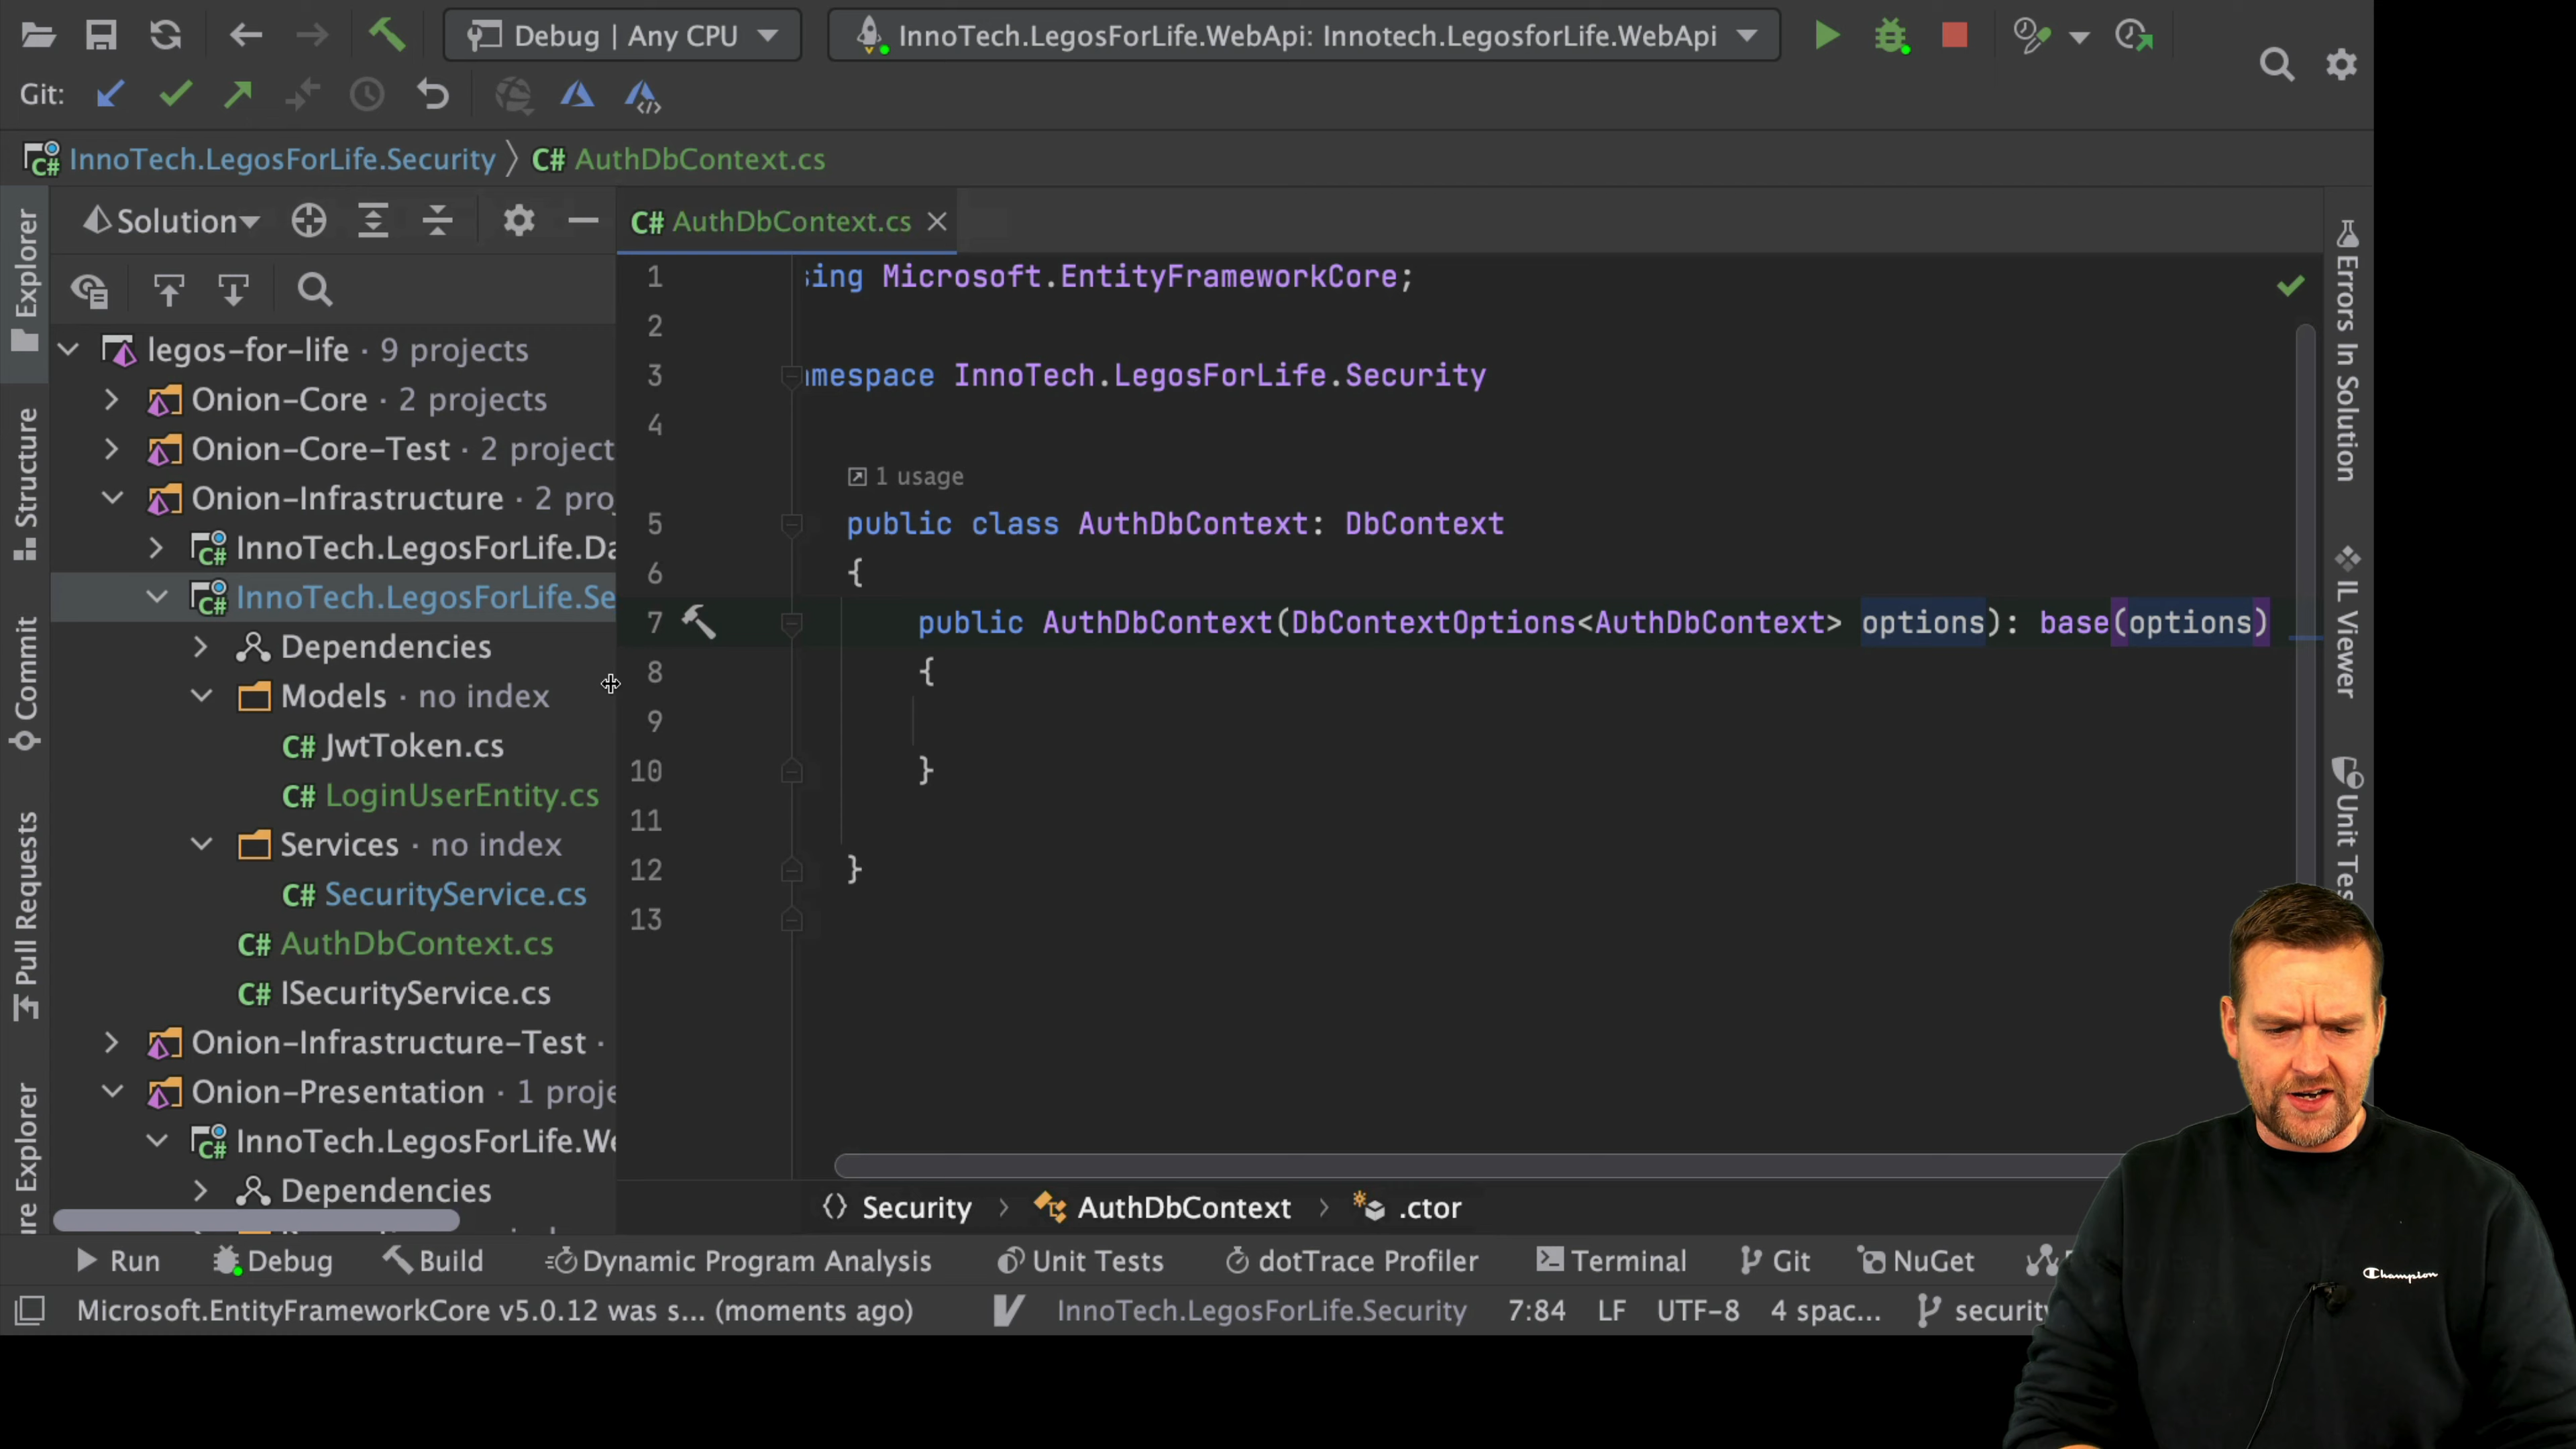 Debug | Any CPU
InnoTech.LegosForLife.WebApi: Innotech.LegosforLife.WebApi
Git:
InnoTech.LegosForLife.Security
C# AuthDbContext.cs
Explorer
Structure
Commit
Pull Requests
ure Explorer
Solution
legos-for-life · 9 projects
Onion-Core · 2 projects
Onion-Core-Test · 2 project
Onion-Infrastructure · 2 pro
C# InnoTech.LegosForLife.Da
C# InnoTech.LegosForLife.Se
Dependencies
Models · no index
C# JwtToken.cs
C# LoginUserEntity.cs
Services · no index
C# SecurityService.cs
C# AuthDbContext.cs
C# ISecurityService.cs
Onion-Infrastructure-Test ·
Onion-Presentation · 1 proje
C# InnoTech.LegosForLife.We
Dependencies
C# AuthDbContext.cs
1 sing Microsoft.EntityFrameworkCore;
2
3 mespace InnoTech.LegosForLife.Security
4
1 usage
5 public class AuthDbContext: DbContext
6 {
7 public AuthDbContext(DbContextOptions<AuthDbContext> options): base(options)
8 {
9
10 }
11
12 }
13
Errors In Solution
IL Viewer
Unit Tes
Security
AuthDbContext
.ctor
Run
Debug
Build
Dynamic Program Analysis
Unit Tests
dotTrace Profiler
Terminal
Git
NuGet
Microsoft.EntityFrameworkCore v5.0.12 was s... (moments ago)
InnoTech.LegosForLife.Security
7:84
LF
UTF-8
4 spac...
security
Champion